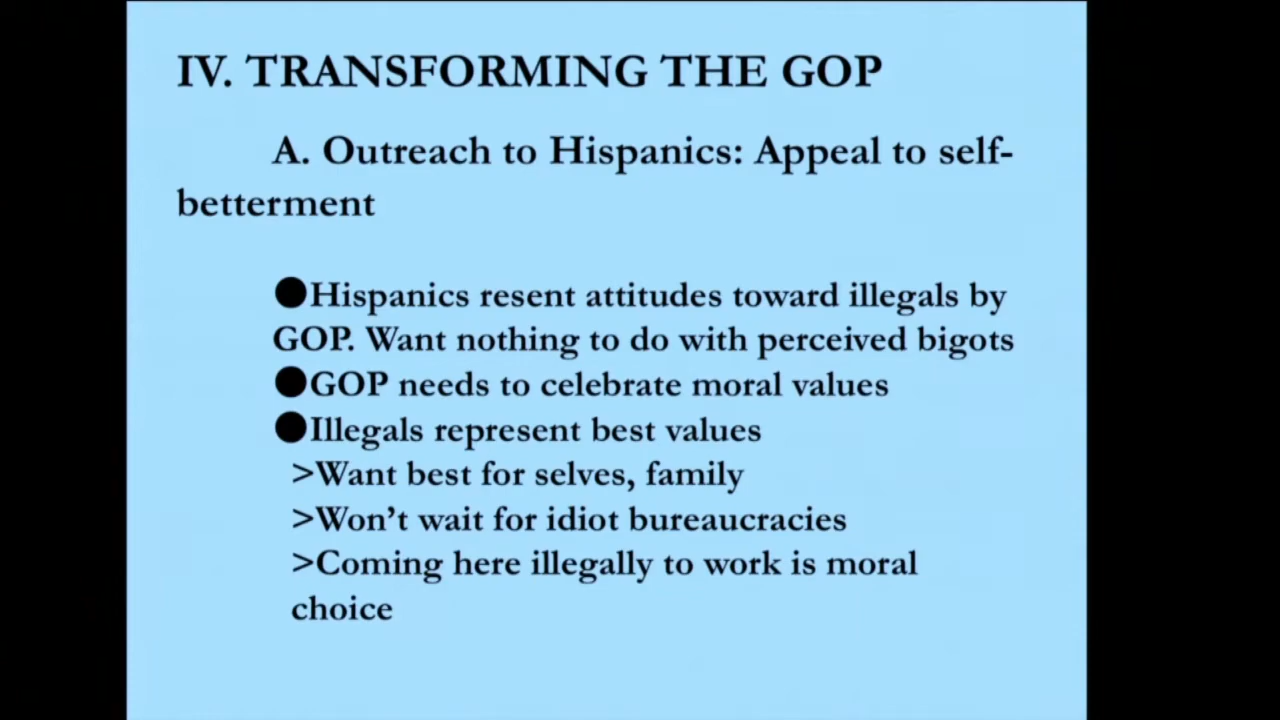 IV. TRANSFORMING THE GOP
A. Outreach to Hispanics: Appeal to self-
betterment
●Hispanics resent attitudes toward illegals by
GOP. Want nothing to do with perceived bigots
●GOP needs to celebrate moral values
●Illegals represent best values
>Want best for selves, family
>Won’t wait for idiot bureaucracies
>Coming here illegally to work is moral
choice